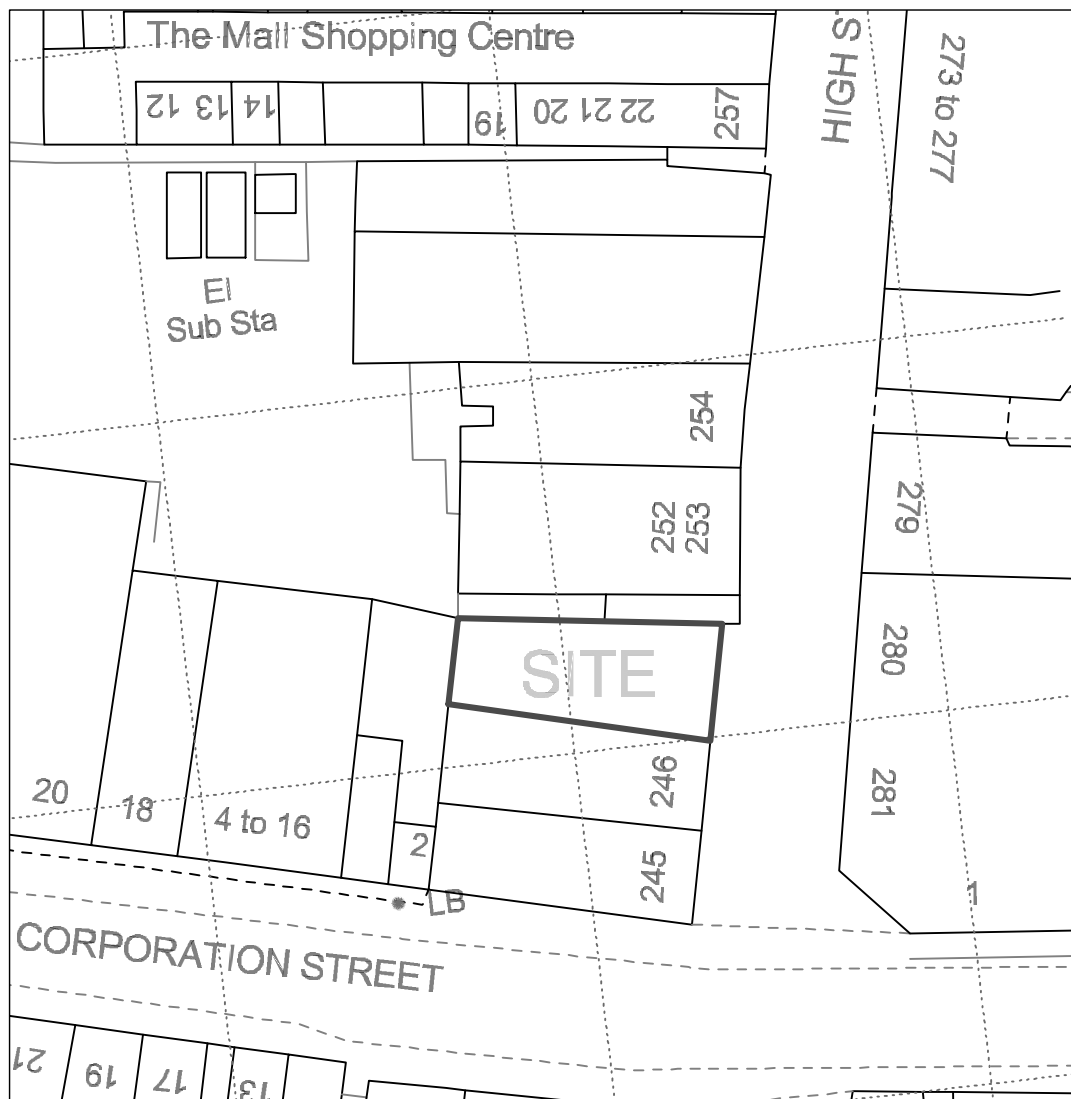 The Mall Shopping Centre
12
13
14
19
20 21 22
257
HIGH S
273 to 277
El
Sub Sta
254
252
253
279
SITE
280
246
281
20
18
4 to 16
2
245
LB
1
CORPORATION STREET
21
19
17
13